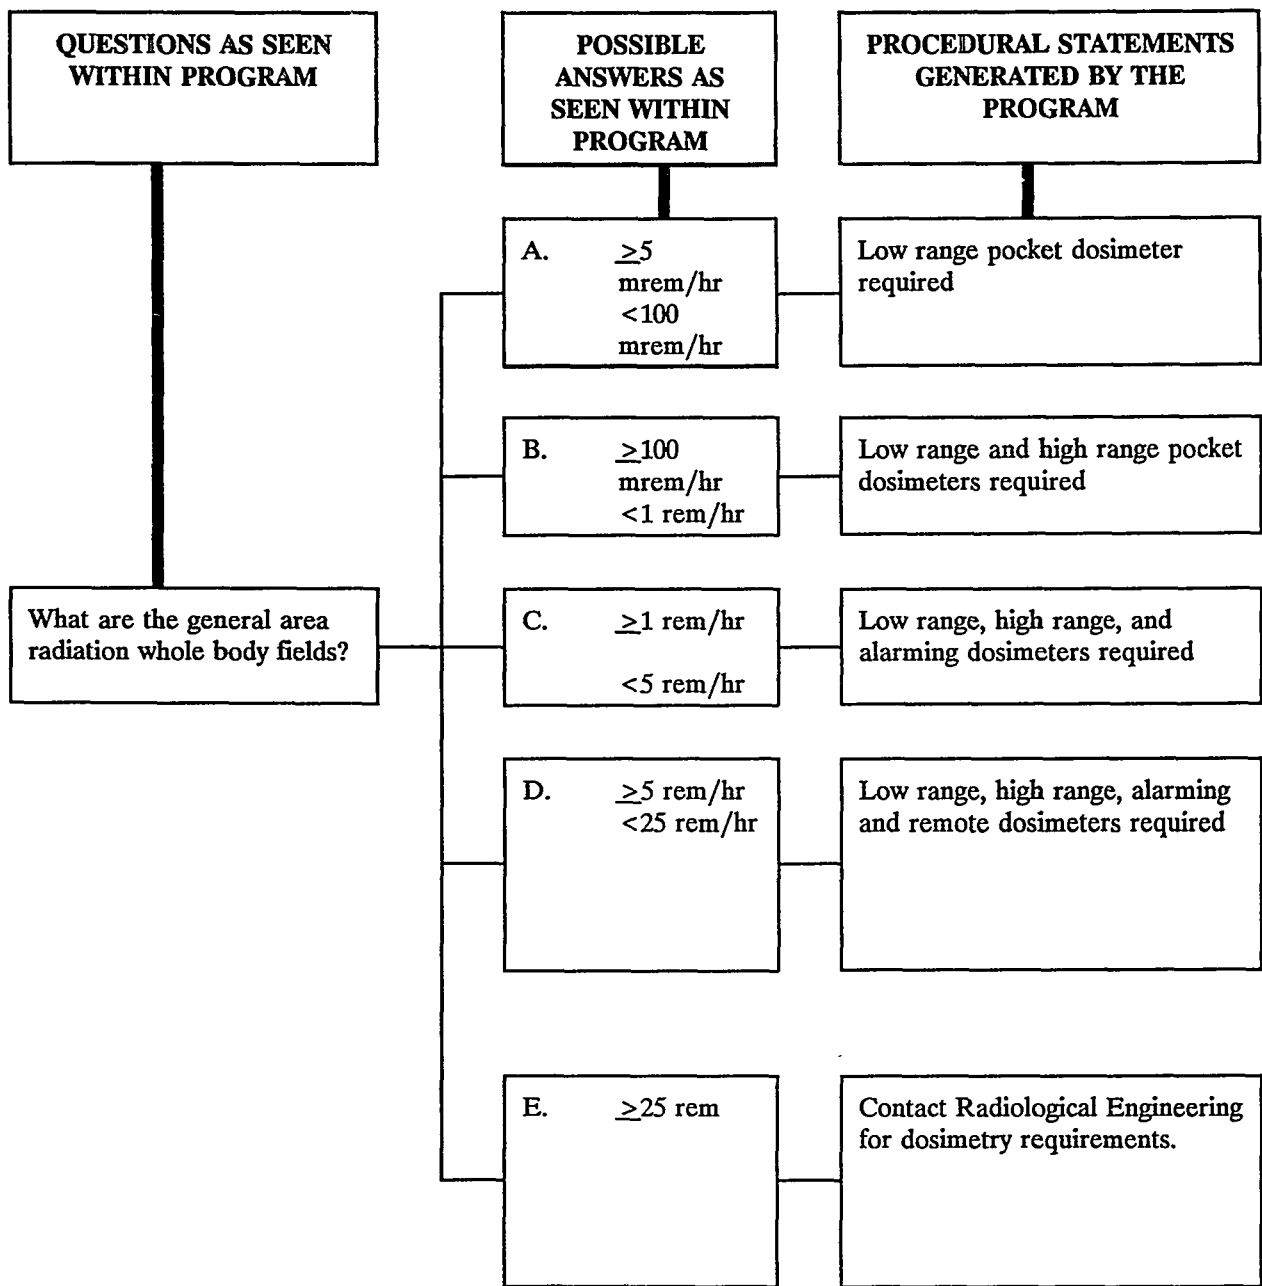 QUESTIONS AS SEEN
WITHIN PROGRAM
POSSIBLE
ANSWERS AS
SEEN WITHIN
PROGRAM
PROCEDURAL STATEMENTS
GENERATED BY THE
PROGRAM
What are the general area
radiation whole body fields?
A. ≥5
mrem/hr
<100
mrem/hr
Low range pocket dosimeter
required
B. ≥100
mrem/hr
<1 rem/hr
Low range and high range pocket
dosimeters required
C. ≥1 rem/hr
<5 rem/hr
Low range, high range, and
alarming dosimeters required
D. ≥5 rem/hr
<25 rem/hr
Low range, high range, alarming
and remote dosimeters required
E. ≥25 rem
Contact Radiological Engineering
for dosimetry requirements.